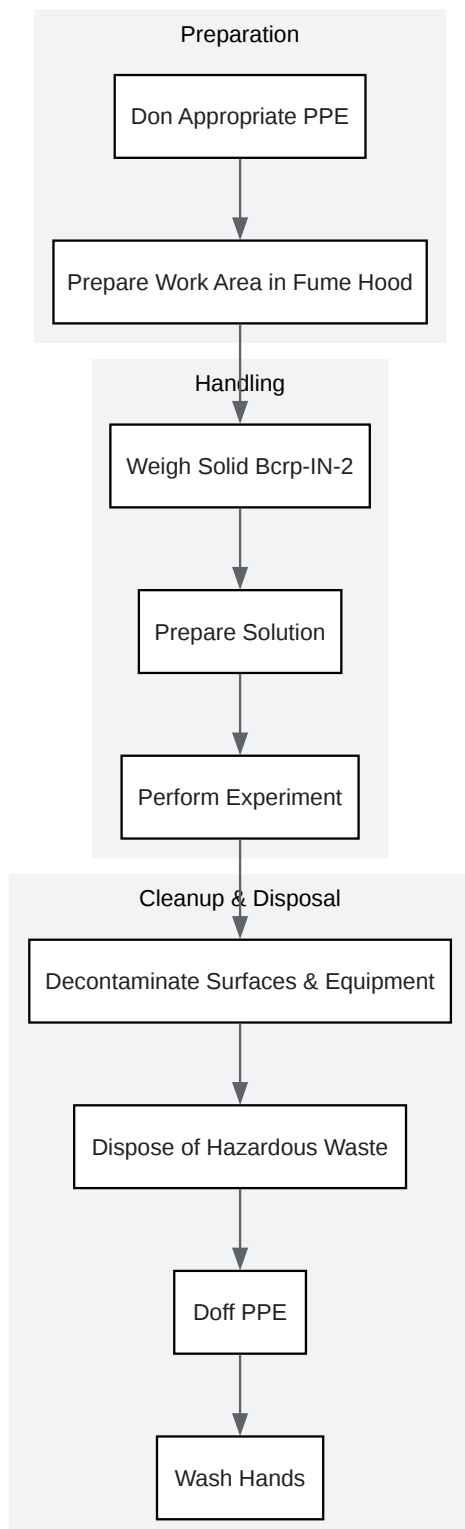 Preparation
Don Appropriate PPE
Prepare Work Area in Fume Hood
Handling
Weigh Solid Bcrp-IN-2
Prepare Solution
Perform Experiment
Cleanup & Disposal
Decontaminate Surfaces & Equipment
Dispose of Hazardous Waste
Doff PPE
Wash Hands